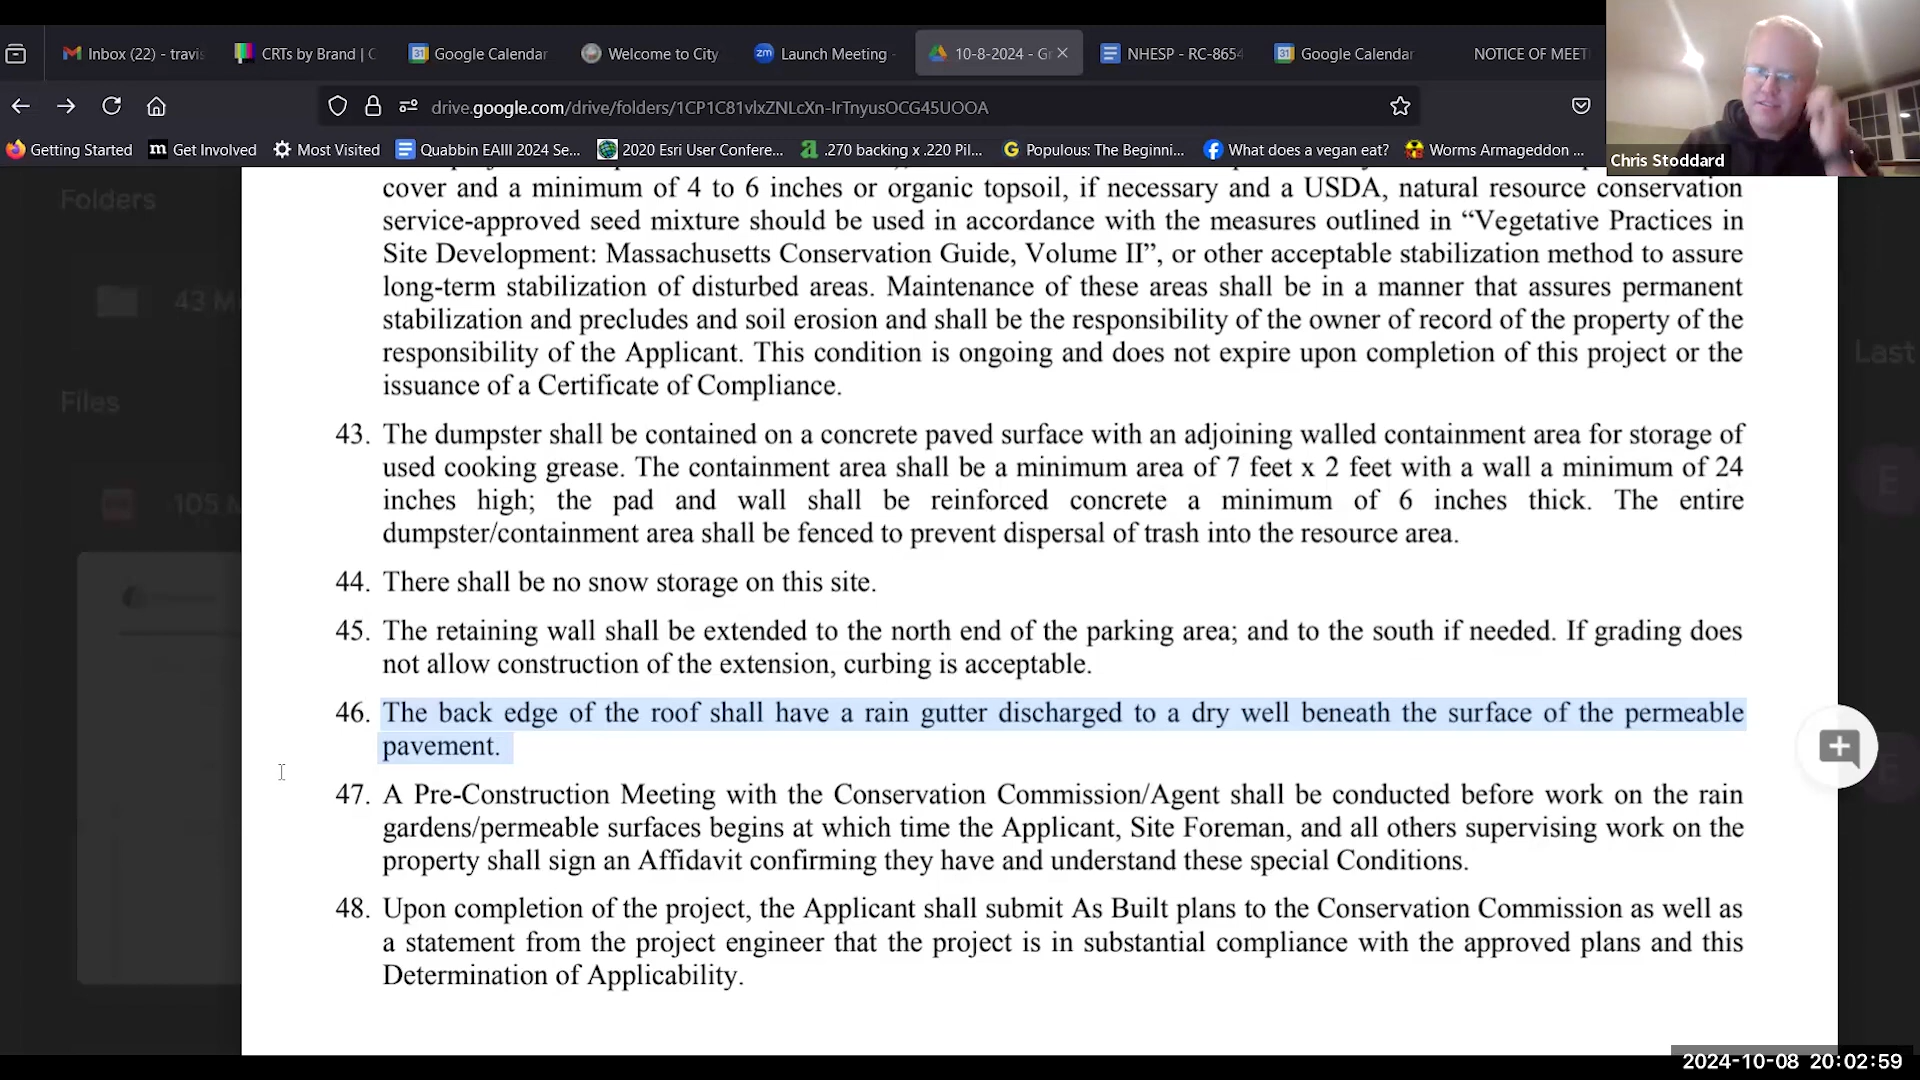 Inbox (22) - travis
CRTs by Brand | C
Google Calendar
Welcome to City
Launch Meeting -
10-8-2024 - Gr
NHESP - RC-8654
Google Calendar
NOTICE OF MEETI
drive.google.com/drive/folders/1CP1C81vlxZNLcXn-IrTnyusOCG45UOOA
Getting Started
Get Involved
Most Visited
Quabbin EAIII 2024 Se...
2020 Esri User Confere...
.270 backing x .220 Pil...
Populous: The Beginni...
What does a vegan eat?
Worms Armageddon ...
Chris Stoddard
Folders
43 M
Files
105 M
Last
cover and a minimum of 4 to 6 inches or organic topsoil, if necessary and a USDA, natural resource conservation
service-approved seed mixture should be used in accordance with the measures outlined in “Vegetative Practices in
Site Development: Massachusetts Conservation Guide, Volume II”, or other acceptable stabilization method to assure
long-term stabilization of disturbed areas. Maintenance of these areas shall be in a manner that assures permanent
stabilization and precludes and soil erosion and shall be the responsibility of the owner of record of the property of the
responsibility of the Applicant. This condition is ongoing and does not expire upon completion of this project or the
issuance of a Certificate of Compliance.
43. The dumpster shall be contained on a concrete paved surface with an adjoining walled containment area for storage of
used cooking grease. The containment area shall be a minimum area of 7 feet x 2 feet with a wall a minimum of 24
inches high; the pad and wall shall be reinforced concrete a minimum of 6 inches thick. The entire
dumpster/containment area shall be fenced to prevent dispersal of trash into the resource area.
44. There shall be no snow storage on this site.
45. The retaining wall shall be extended to the north end of the parking area; and to the south if needed. If grading does
not allow construction of the extension, curbing is acceptable.
46. The back edge of the roof shall have a rain gutter discharged to a dry well beneath the surface of the permeable
pavement.
47. A Pre-Construction Meeting with the Conservation Commission/Agent shall be conducted before work on the rain
gardens/permeable surfaces begins at which time the Applicant, Site Foreman, and all others supervising work on the
property shall sign an Affidavit confirming they have and understand these special Conditions.
48. Upon completion of the project, the Applicant shall submit As Built plans to the Conservation Commission as well as
a statement from the project engineer that the project is in substantial compliance with the approved plans and this
Determination of Applicability.
2024-10-08 20:02:59